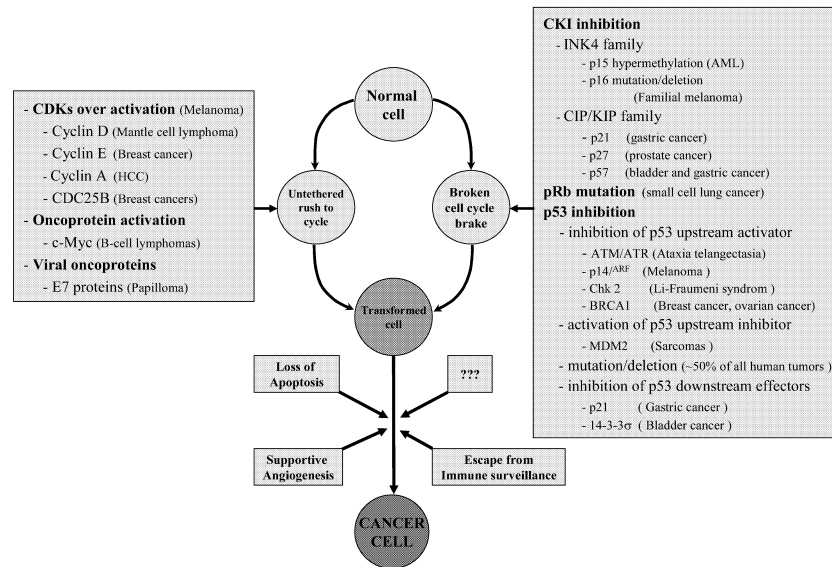 Normal
cell
- CDKs over activation (Melanoma)
- Cyclin D (Mantle cell lymphoma)
- Cyclin E (Breast cancer)
- Cyclin A (HCC)
- CDC25B (Breast cancers)
- Oncoprotein activation
- c-Myc (B-cell lymphomas)
- Viral oncoproteins
- E7 proteins (Papilloma)
Untethered
rush to
cycle
Broken
cell cycle
brake
CKI inhibition
- INK4 family
- p15 hypermethylation (AML)
- p16 mutation/deletion
(Familial melanoma)
- CIP/KIP family
- p21 (gastric cancer)
- p27 (prostate cancer)
- p57 (bladder and gastric cancer)
pRb mutation (small cell lung cancer)
p53 inhibition
- inhibition of p53 upstream activator
- ATM/ATR (Ataxia telangectasia)
- p14/ARF (Melanoma )
- Chk 2 (Li-Fraumeni syndrom )
- BRCA1 (Breast cancer, ovarian cancer)
- activation of p53 upstream inhibitor
- MDM2 (Sarcomas )
- mutation/deletion (~50% of all human tumors )
- inhibition of p53 downstream effectors
- p21 ( Gastric cancer )
- 14-3-3σ ( Bladder cancer )
Transformed
cell
Loss of
Apoptosis
???
Supportive
Angiogenesis
Escape from
Immune surveillance
CANCER
CELL